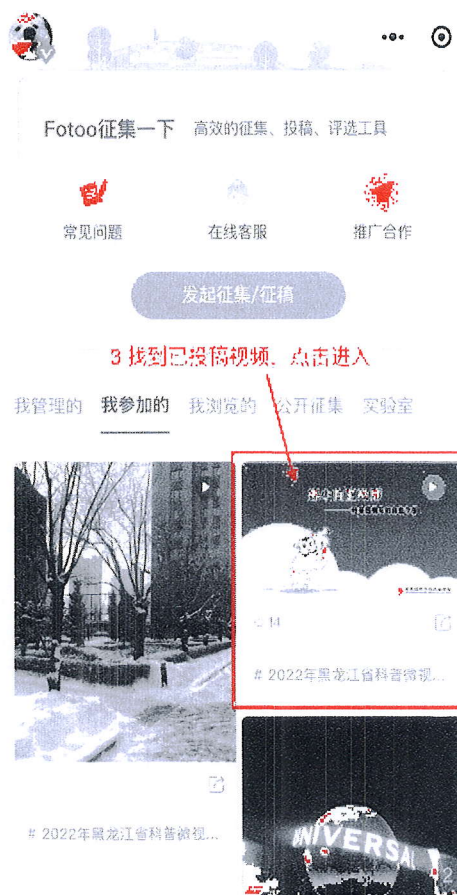 Fotoo征集一下 高效的征集、投稿、评选工具
常见问题 在线客服 推广合作
发起征集/征稿
3 找到已投稿视频，点击进入
我管理的 我参加的 我浏览的 公开征集 实验室
14
# 2022年黑龙江省科普微视...
# 2022年黑龙江省科普微视...
UNIVERSAL